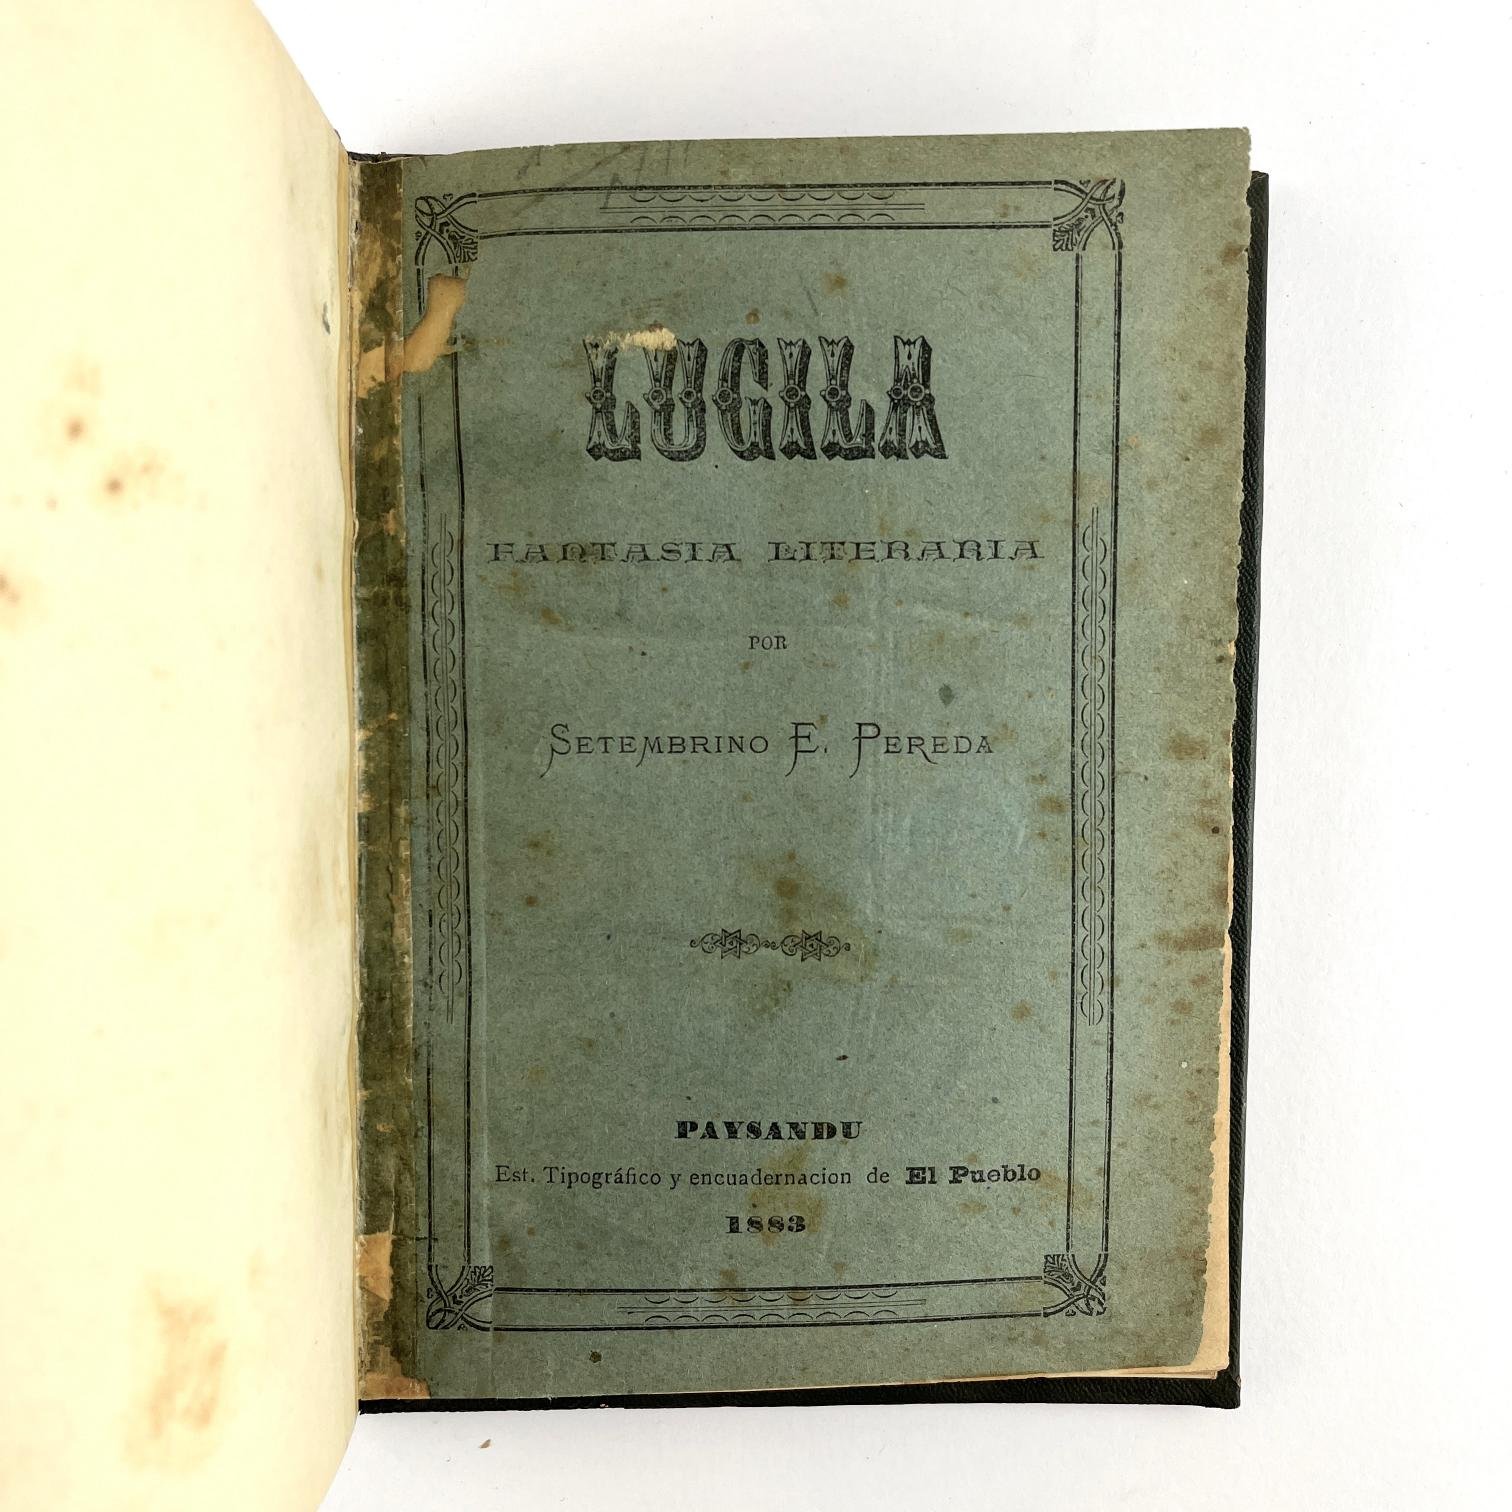 LUCILA
FANTASIA LITERARIA
POR
SETEMBRINO E. PEREDA
PAYSANDU
Est. Tipográfico y encuadernacion de El Pueblo
1883